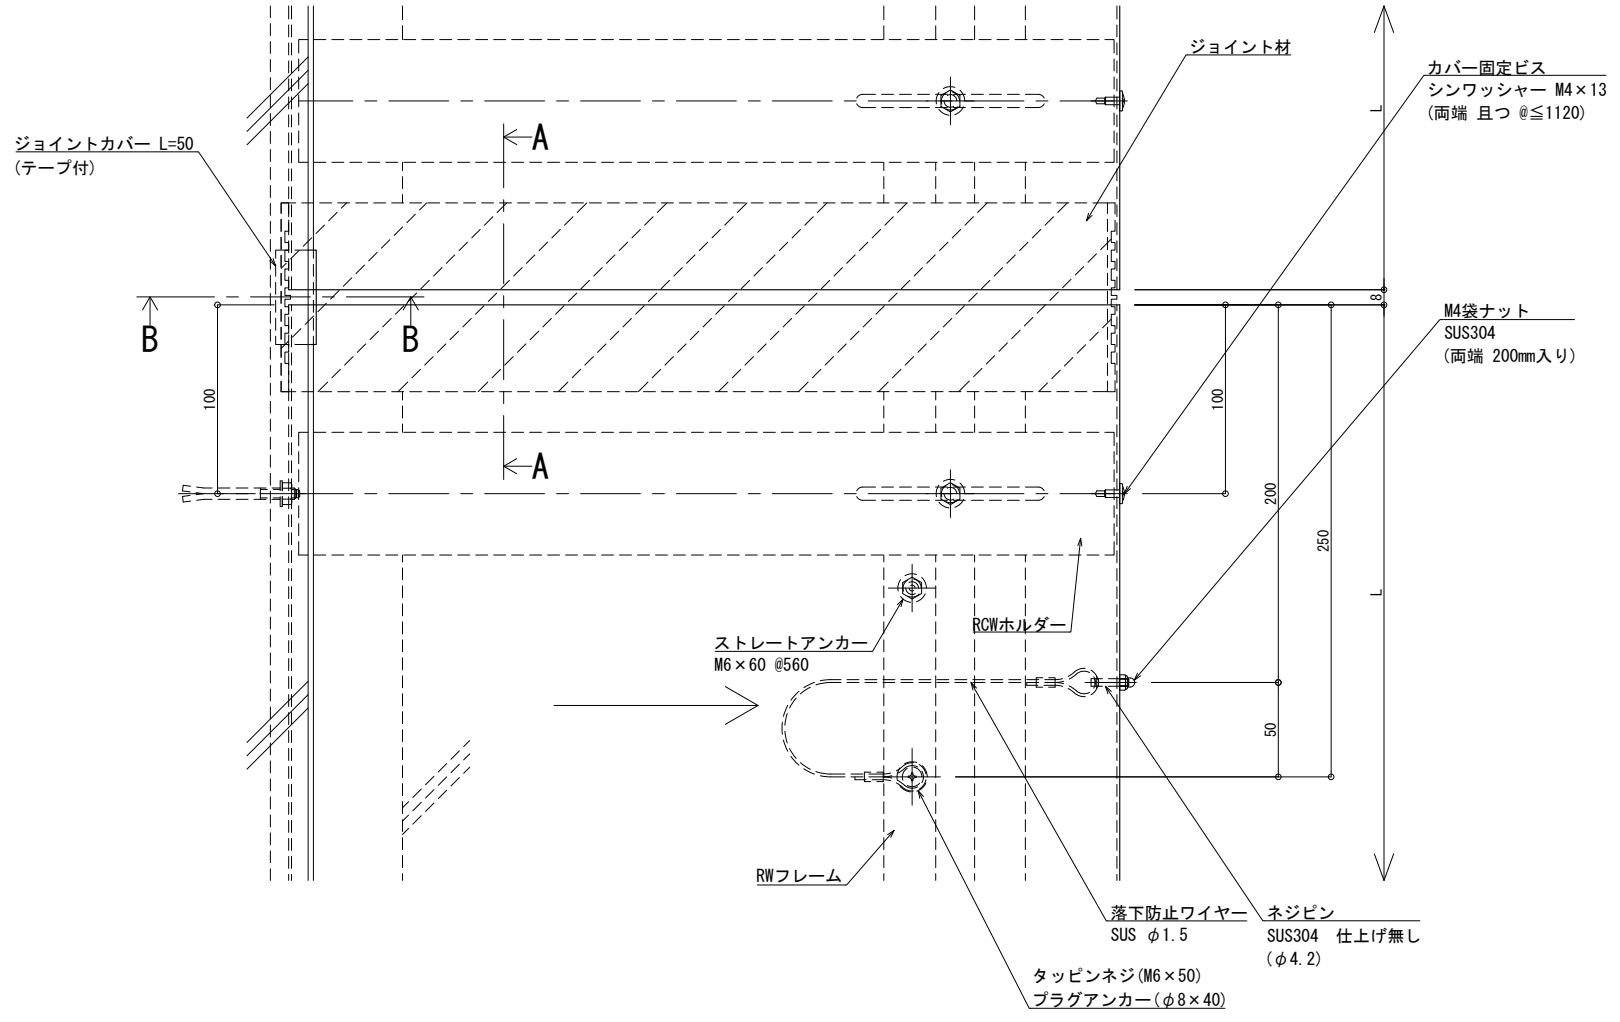 ジョイント材
カバー固定ビス
シンワッシャー M4×13
(両端 且つ @≦1120)
L
A
ジョイントカバー L=50
(テープ付)
8
B
B
M4袋ナット
SUS304
(両端 200mm入り)
100
100
200
250
A
L
RCWホルダー
ストレートアンカー
M6×60 @560
50
RWフレーム
落下防止ワイヤー
SUS φ1.5
ネジピン
SUS304 仕上げ無し
(φ4.2)
タッピンネジ(M6×50)
プラグアンカー(φ8×40)